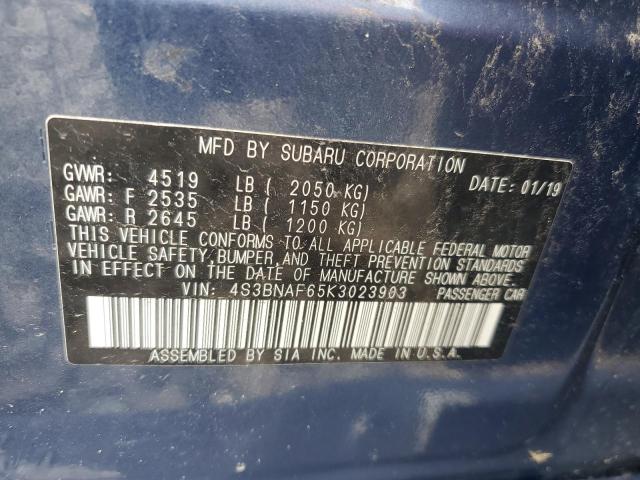 MFD BY SUBARU CORPORATION
GVWR: 4519 LB ( 2050 KG) DATE: 01/19
GAWR: F 2535 LB ( 1150 KG)
GAWR: R 2645 LB ( 1200 KG)
THIS VEHICLE CONFORMS TO ALL APPLICABLE FEDERAL MOTOR
VEHICLE SAFETY, BUMPER, AND THEFT PREVENTION STANDARDS
IN EFFECT ON THE DATE OF MANUFACTURE SHOWN ABOVE.
VIN: 4S3BNAF65K3023903 PASSENGER CAR
ASSEMBLED BY SIA INC. MADE IN U.S.A.